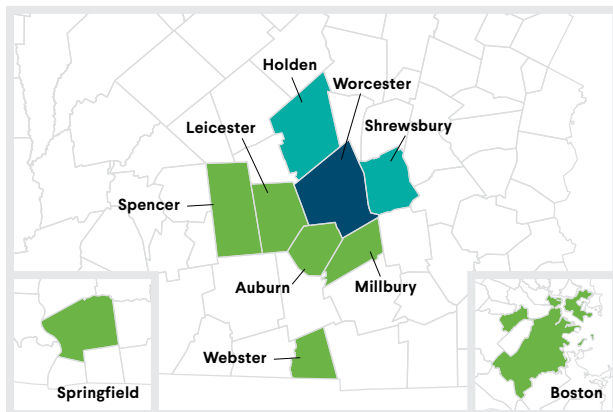 Holden
Worcester
Leicester
Shrewsbury
Spencer
Auburn
Millbury
Webster
Springfield
Boston